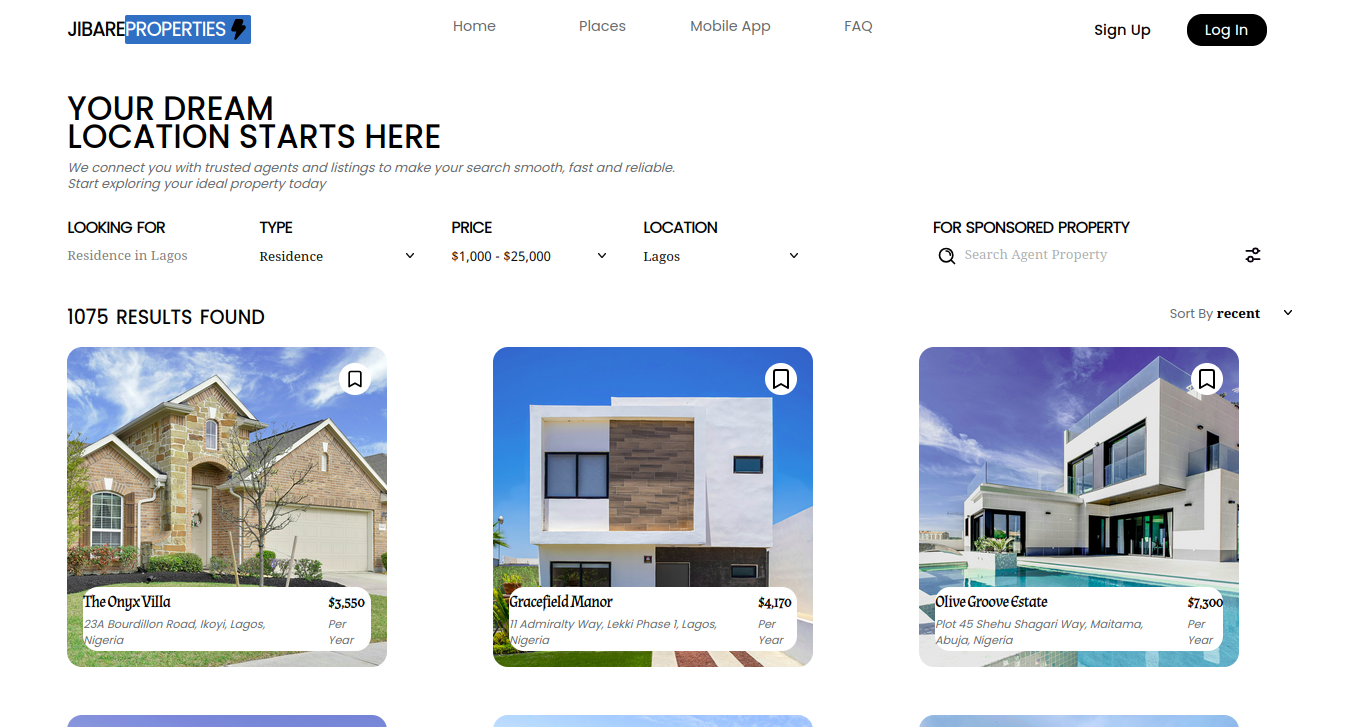 JIBAREPROPERTIES
Home Places Mobile App FAQ
Sign Up Log In
YOUR DREAM
LOCATION STARTS HERE
We connect you with trusted agents and listings to make your search smooth, fast and reliable.
Start exploring your ideal property today
LOOKING FOR TYPE PRICE LOCATION FOR SPONSORED PROPERTY
Residence in Lagos Residence $1,000 - $25,000 Lagos Search Agent Property
1075 RESULTS FOUND
Sort By recent
The Onyx Villa $3,550
23A Bourdillon Road, Ikoyi, Lagos, Per
Nigeria Year
Gracefield Manor $4,170
11 Admiralty Way, Lekki Phase 1, Lagos, Per
Nigeria Year
Olive Groove Estate $7,300
Plot 45 Shehu Shagari Way, Maitama, Per
Abuja, Nigeria Year